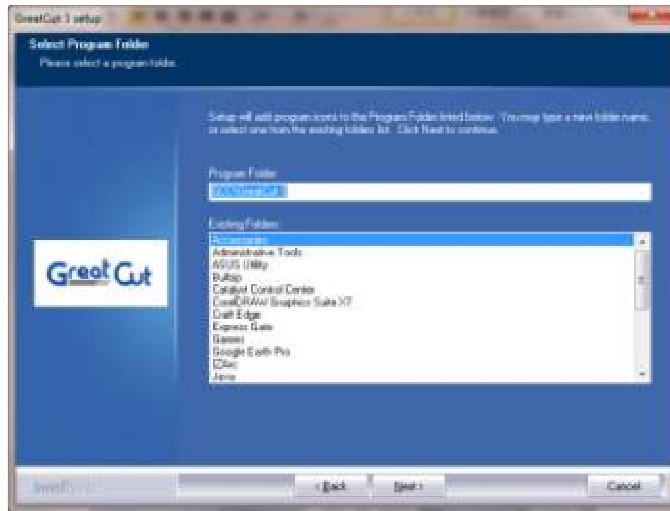 GreatCut 3 setup
Select Program Folder
Please select a program folder.
Setup will add program icons to the Program Folder listed below. You may type a new folder name,
or select one from the existing folders list. Click Next to continue.
Program Folder:
Existing Folders:
Accessories
Administrative Tools
ASUS Utility
Catalyst Control Center
CorelDRAW Graphics Suite X7
Craft Edge
Express Gate
Games
Google Earth Pro
IZArc
Java
Great Cut
< Back
Next >
Cancel